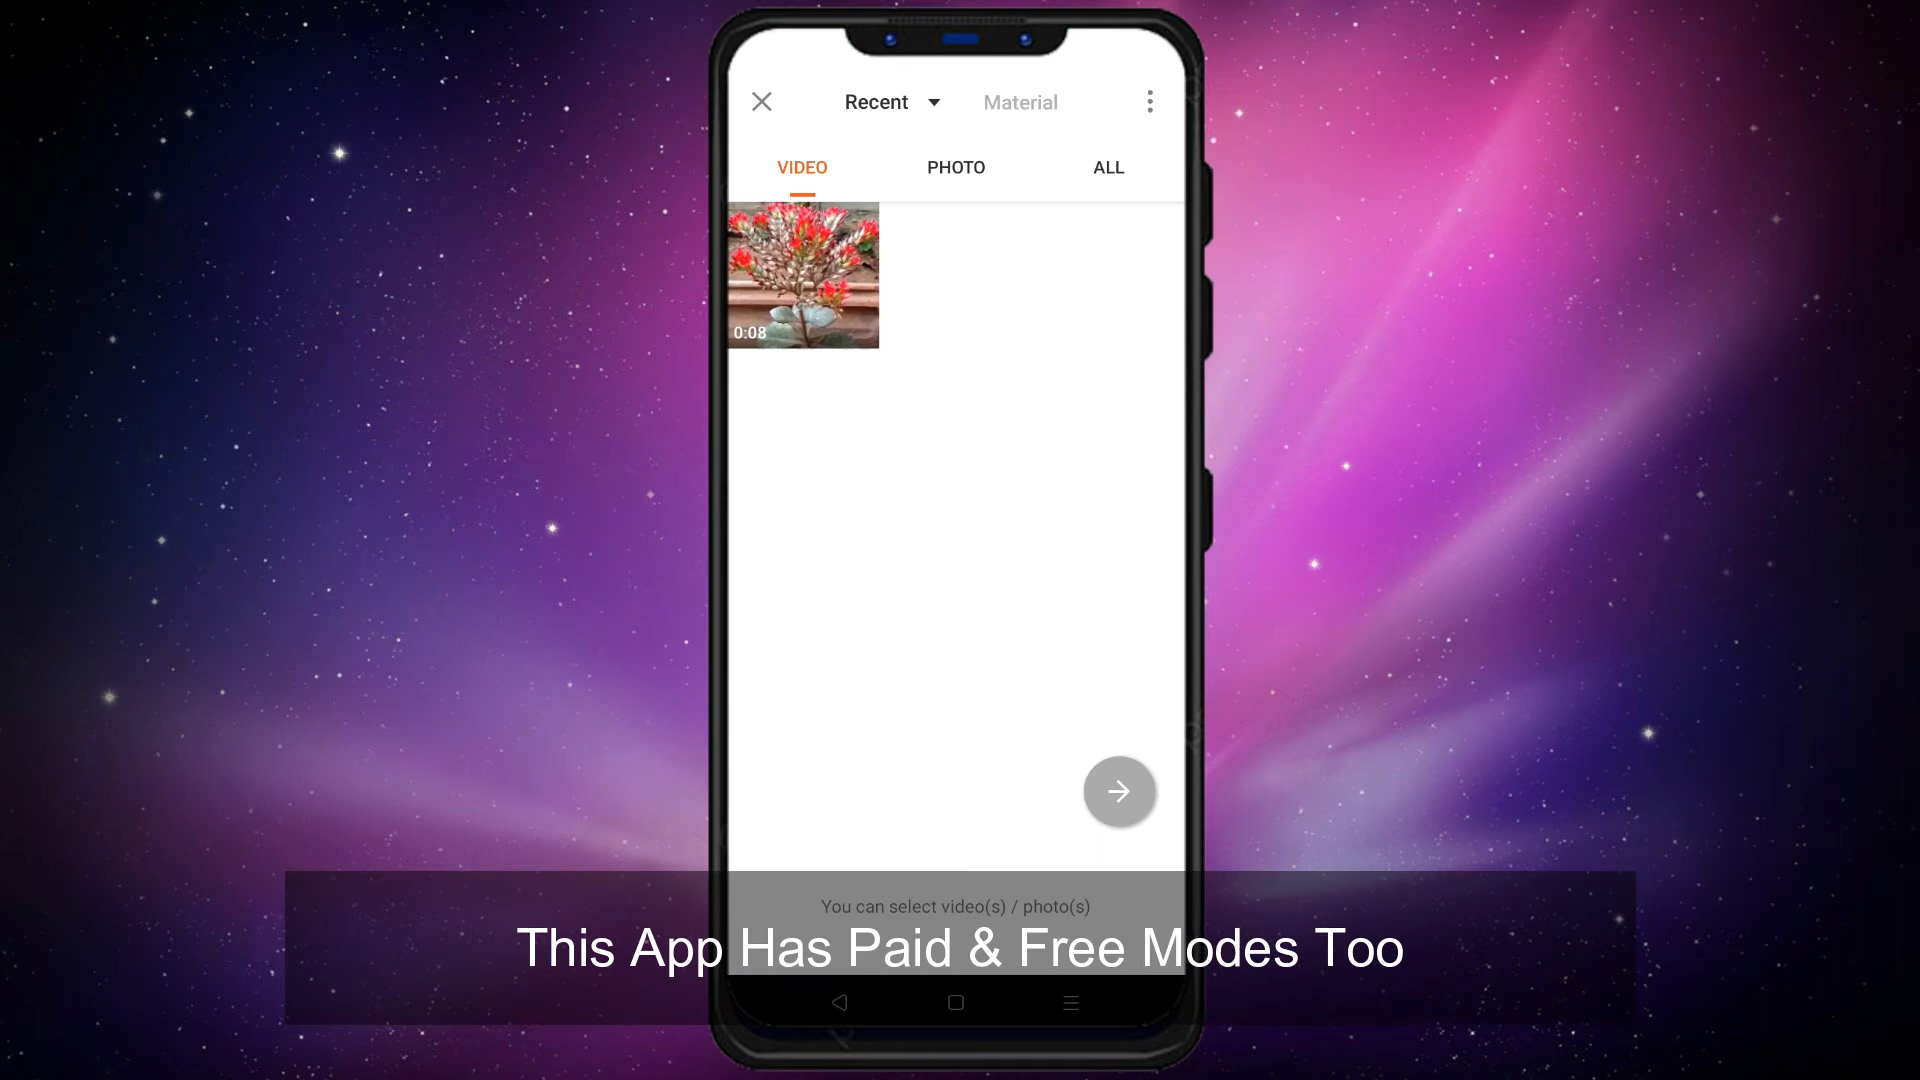 Recent Material
VIDEO PHOTO ALL
0:08
You can select video(s) / photo(s)
This App Has Paid & Free Modes Too